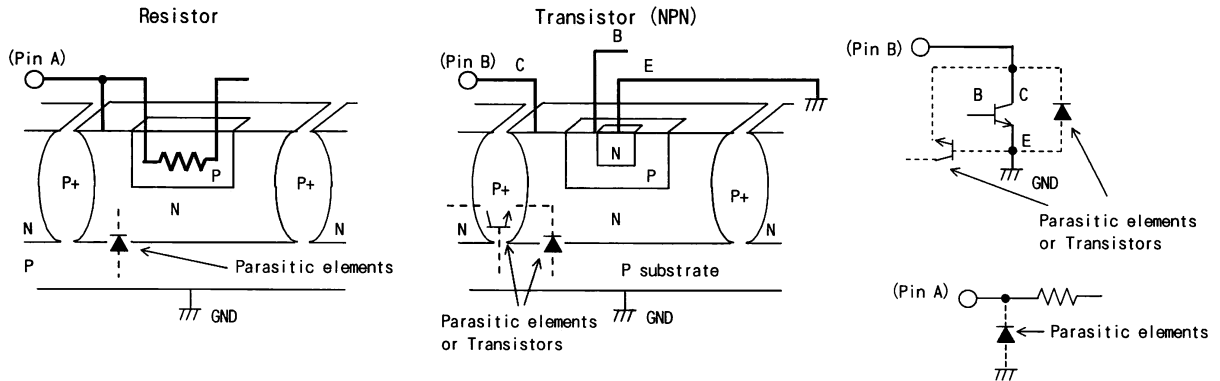 Resistor
(Pin A)
P+
P
P+
N
N
N
P
Parasitic elements
GND
Transistor (NPN)
B
(Pin B)
C
E
N
P
P+
P+
N
N
N
P substrate
GND
Parasitic elements
or Transistors
(Pin B)
B
C
E
GND
Parasitic elements
or Transistors
(Pin A)
Parasitic elements